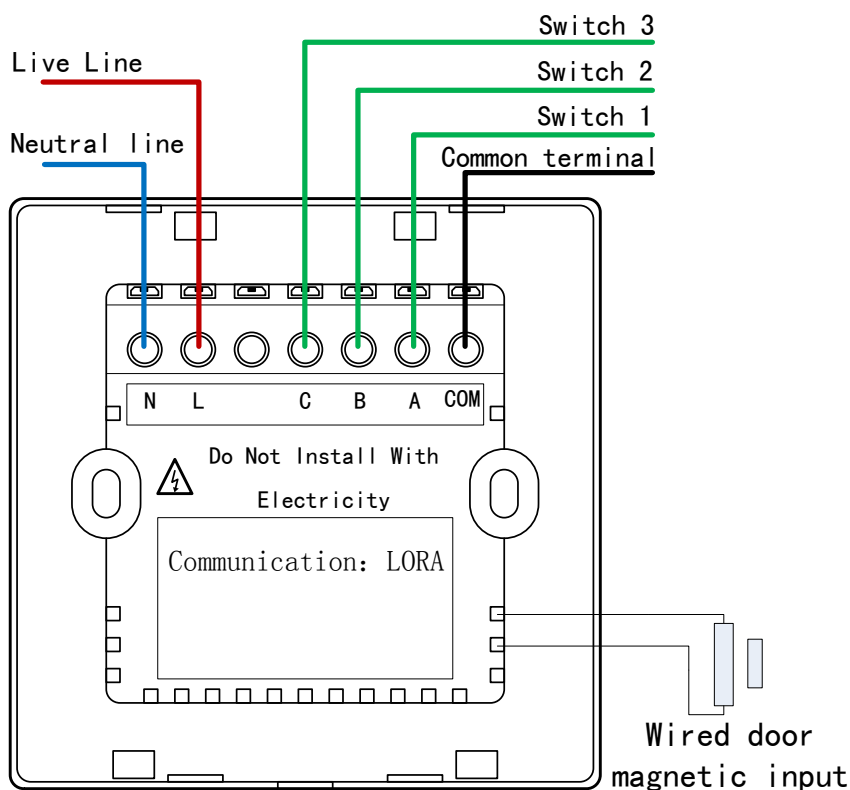 Switch 3
Live Line
Switch 2
Switch 1
Neutral line
Common terminal
N L C B A COM
Do Not Install With
Electricity
Communication: LORA
Wired door
magnetic input